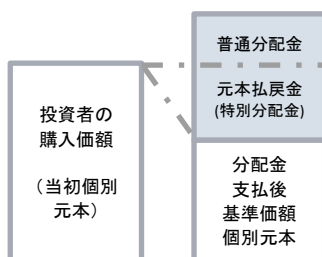 投資者の
購入価額
（当初個別
元本）
普通分配金
元本払戻金
(特別分配金)
分配金
支払後
基準価額
個別元本